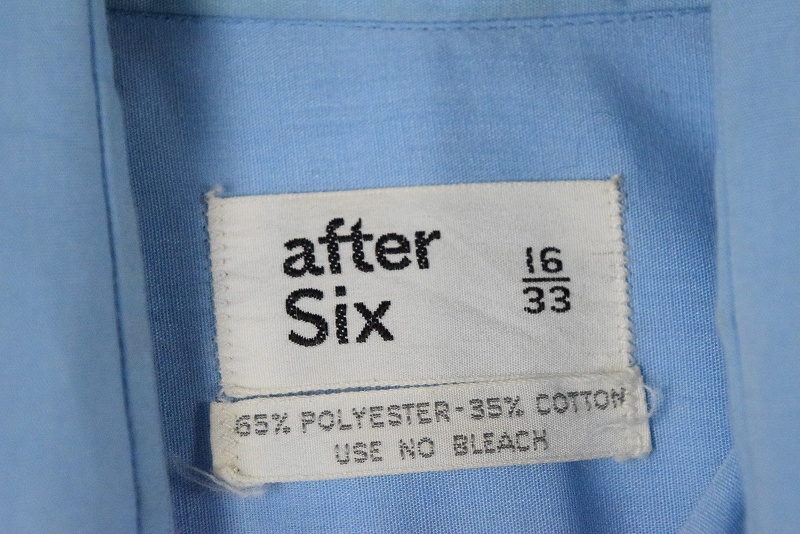 after
Six
16
33
65% POLYESTER-35% COTTON
USE NO BLEACH